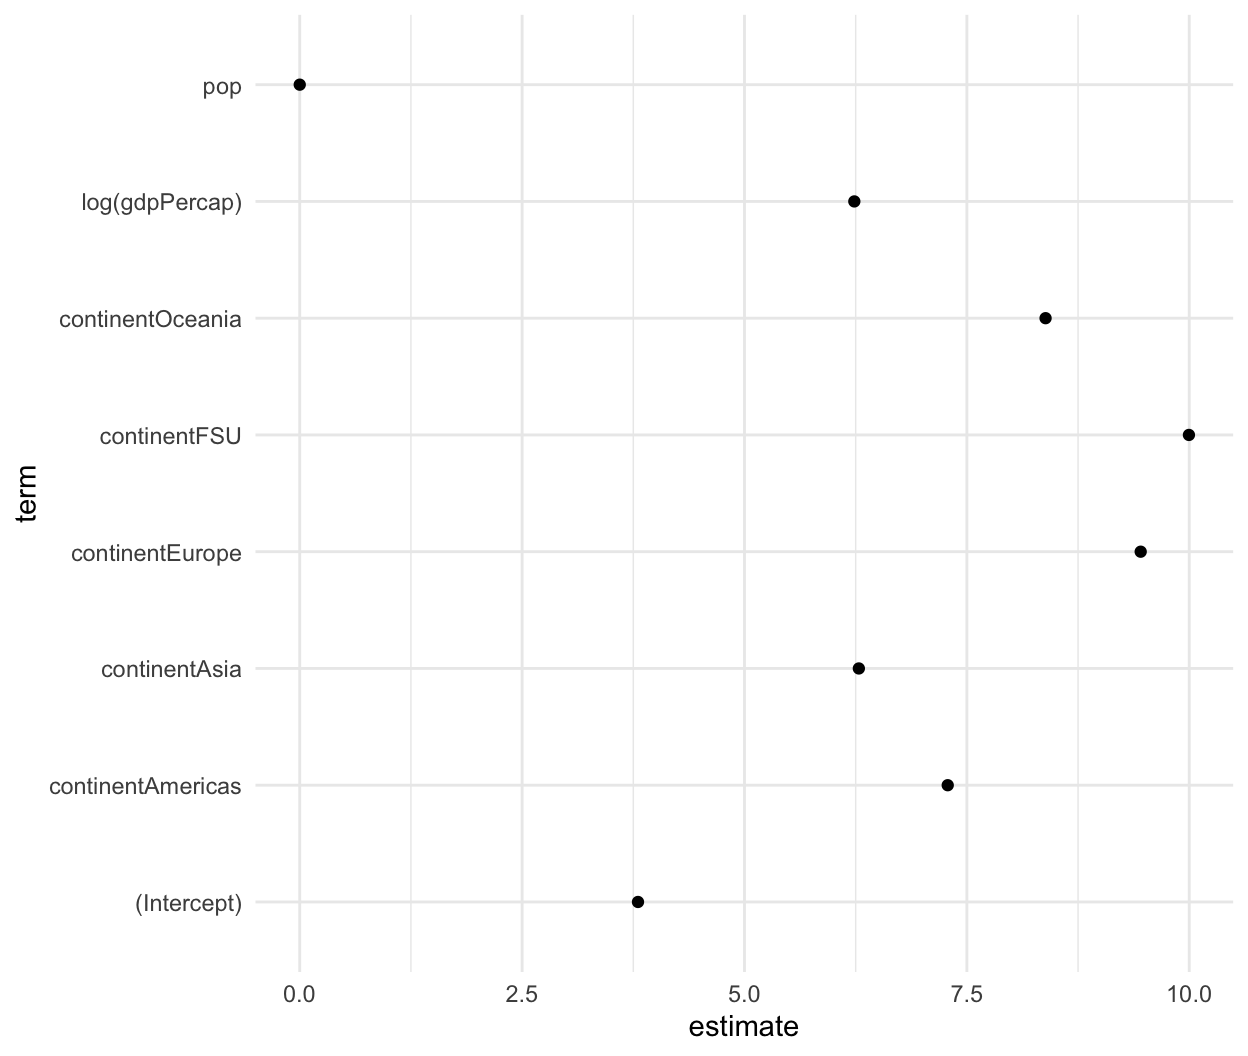 pop
log(gdpPercap)
continentOceania
continentFSU
continentEurope
continentAsia
continentAmericas
(Intercept)
term
0.0 2.5 5.0 7.5 10.0
estimate